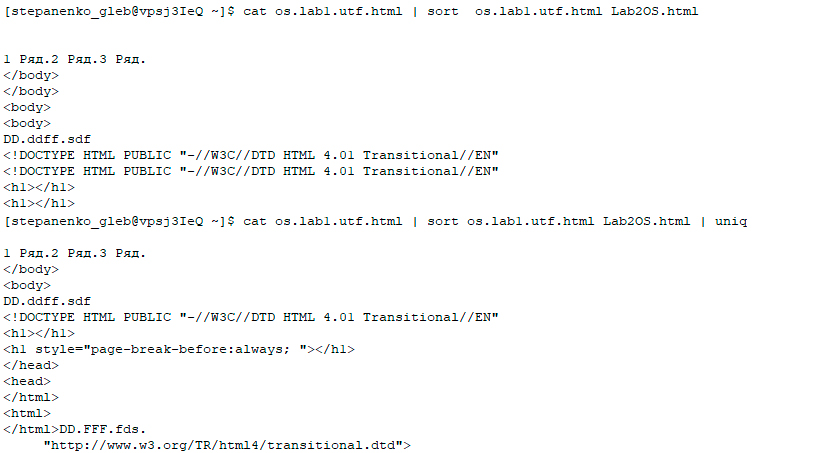 [stepanenko_gleb@vpsj3IeQ ~]$ cat os.lab1.utf.html | sort  os.lab1.utf.html Lab2OS.html
1 Ряд.2 Ряд.3 Ряд.
</body>
</body>
<body>
<body>
DD.ddff.sdf
<!DOCTYPE HTML PUBLIC "-//W3C//DTD HTML 4.01 Transitional//EN"
<!DOCTYPE HTML PUBLIC "-//W3C//DTD HTML 4.01 Transitional//EN"
<h1></h1>
<h1></h1>
[stepanenko_gleb@vpsj3IeQ ~]$ cat os.lab1.utf.html | sort os.lab1.utf.html Lab2OS.html | uniq
1 Ряд.2 Ряд.3 Ряд.
</body>
<body>
DD.ddff.sdf
<!DOCTYPE HTML PUBLIC "-//W3C//DTD HTML 4.01 Transitional//EN"
<h1></h1>
<h1 style="page-break-before:always; "></h1>
</head>
<head>
</html>
<html>
</html>DD.FFF.fds.
"http://www.w3.org/TR/html4/transitional.dtd">